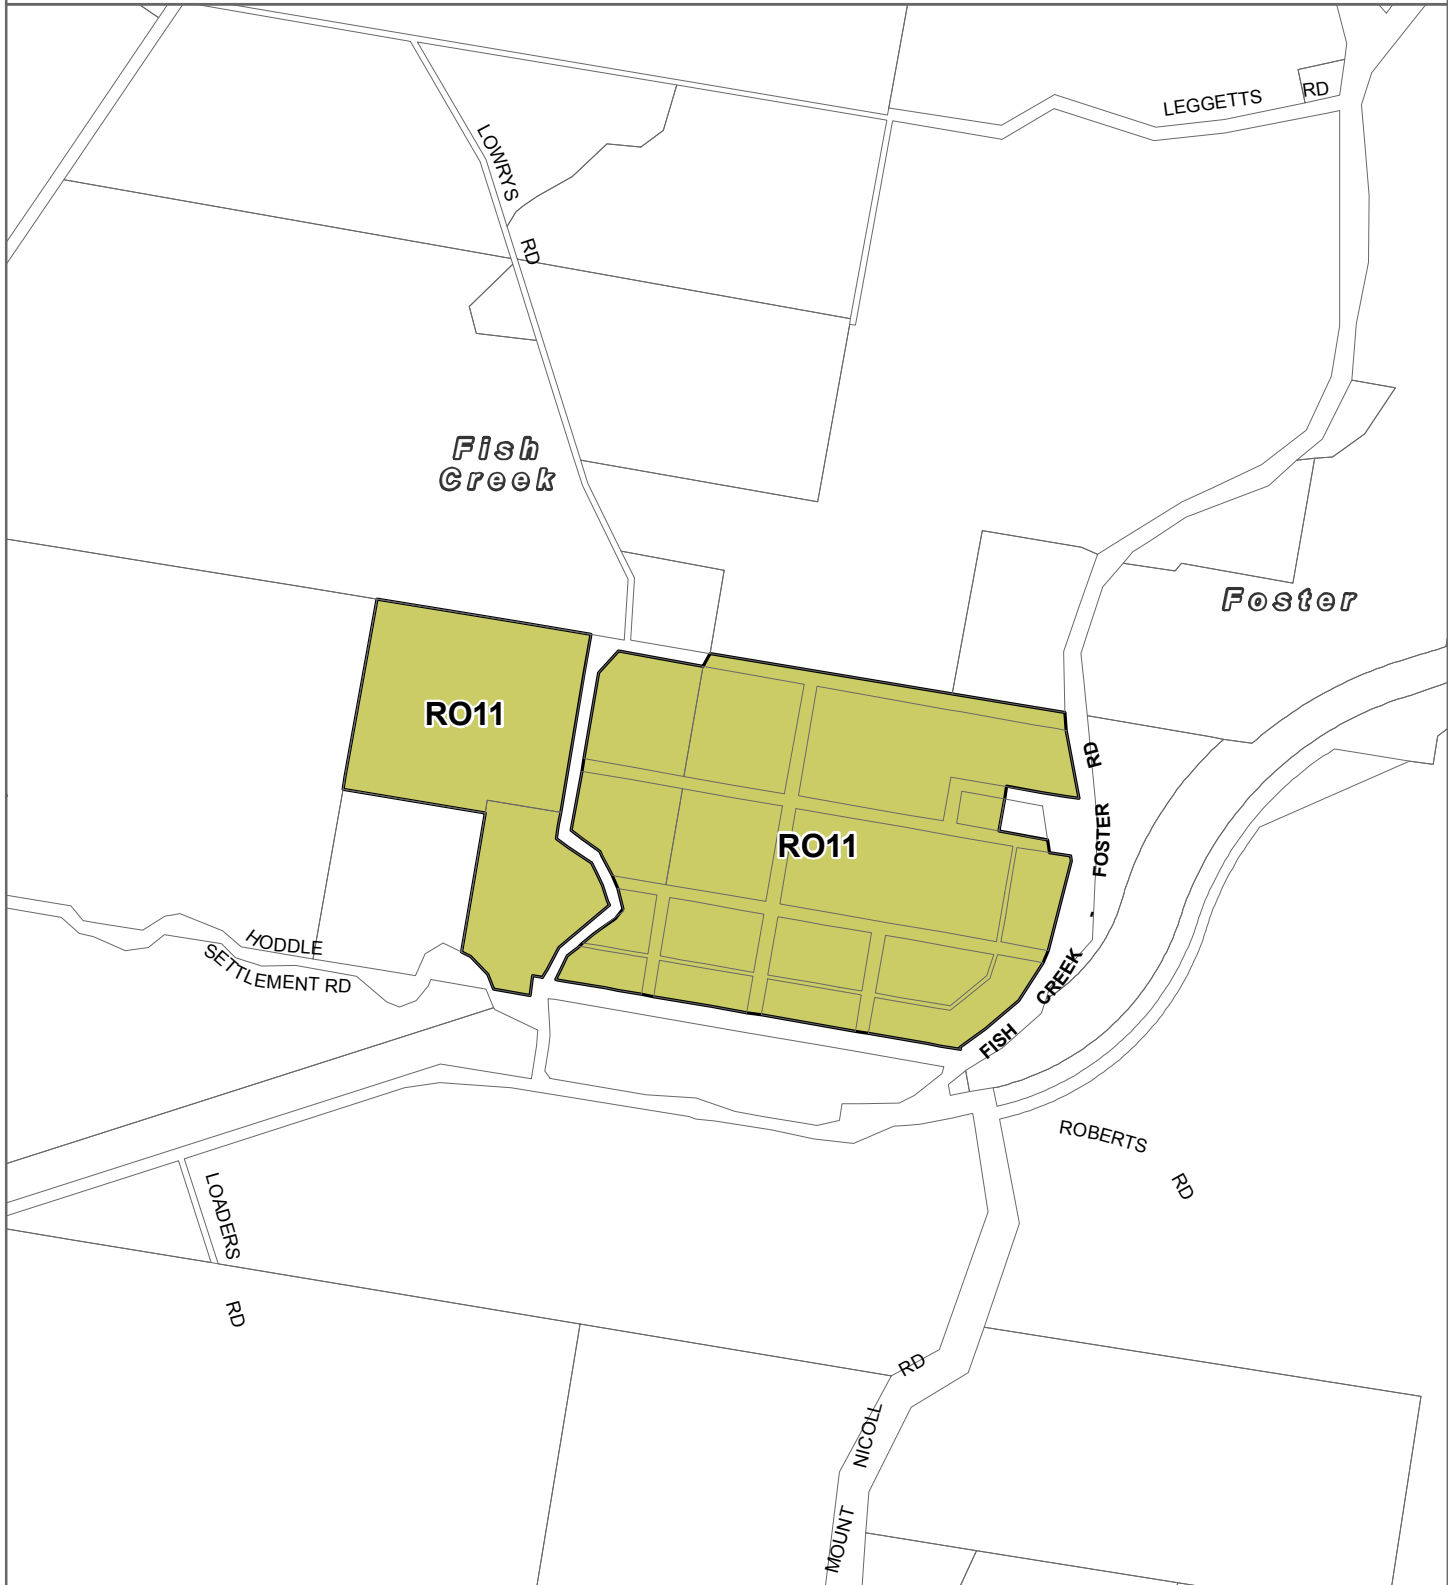 LEGGETTS RD
LOWRYS RD
Fish
Creek
Foster
RO11
RO11
FISH CREEK - FOSTER RD
HODDLE
SETTLEMENT RD
ROBERTS RD
LOADERS RD
MOUNT NICOLL RD